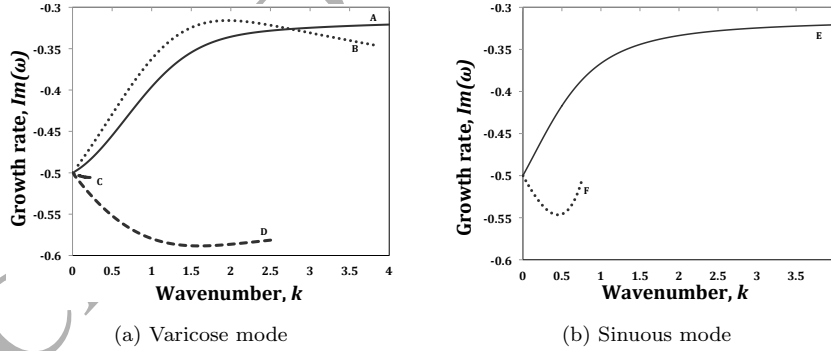 -0.3
-0.35
-0.4
-0.45
-0.5
-0.55
-0.6
0 0.5 1 1.5 2 2.5 3 3.5 4
Growth rate, Im(ω)
Wavenumber, k
A
B
C
D
(a) Varicose mode
-0.3
-0.35
-0.4
-0.45
-0.5
-0.55
-0.6
0 0.5 1 1.5 2 2.5 3 3.5
Growth rate, Im(ω)
Wavenumber, k
E
F
(b) Sinuous mode